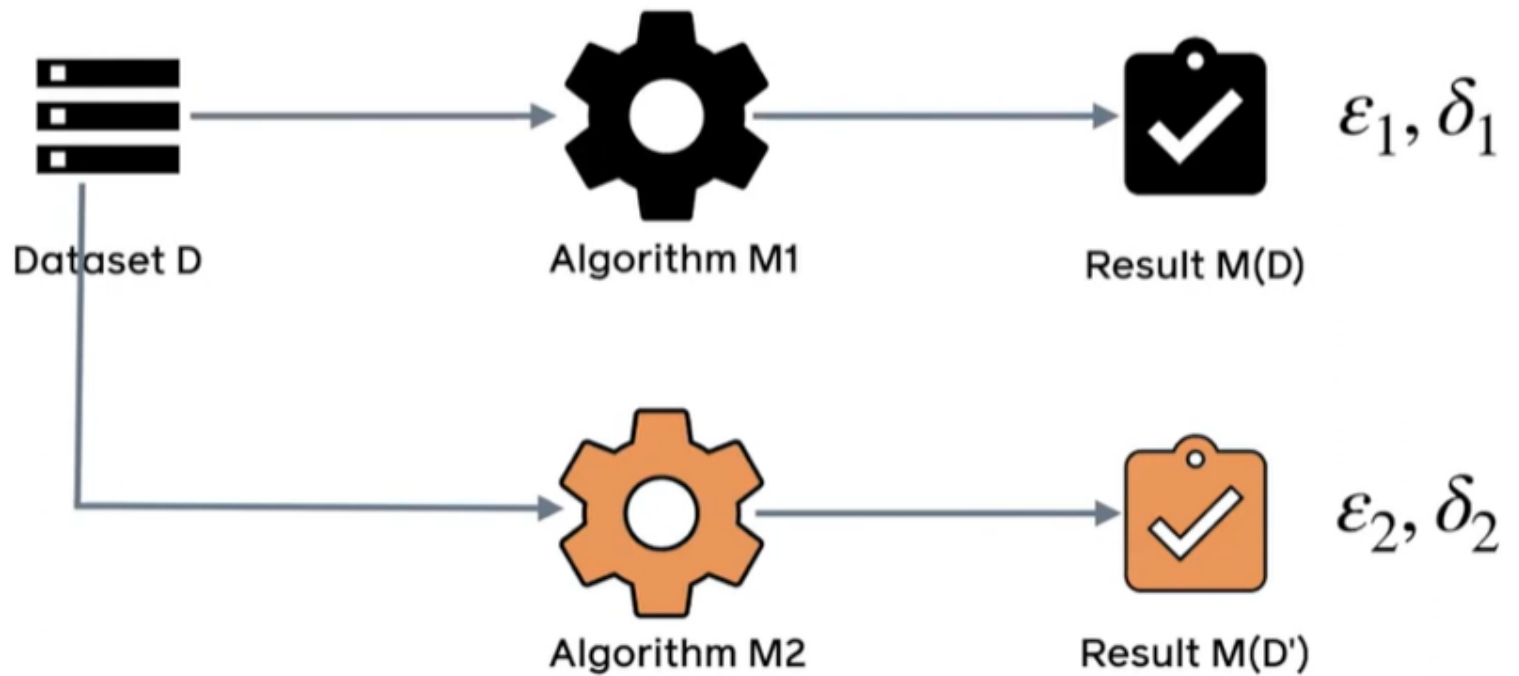 ε₁, δ₁
Dataset D
Algorithm M1
Result M(D)
ε₂, δ₂
Algorithm M2
Result M(D')